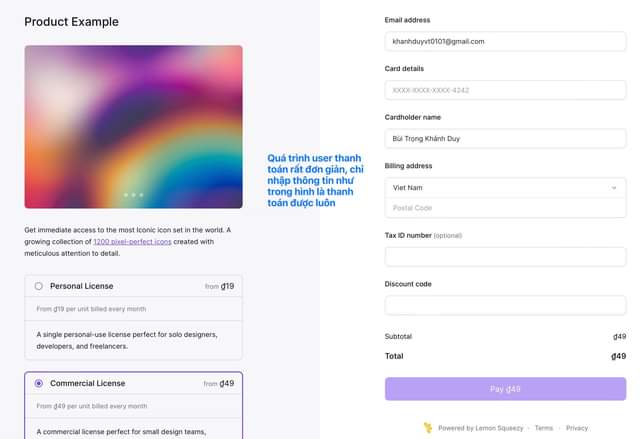 Product Example
Get immediate access to the most Iconic icon set in the world. A
growing collection of 1200 pixel-perfect icons created with
meticulous attention to detail.
Personal License
from ₫19
From ₫19 per unit billed every month
A single personal-use license perfect for solo designers,
developers, and freelancers.
Commercial License
from ₫49
From ₫49 per unit billed every month
A commercial license perfect for small design teams,
Quá trình user thanh
toán rất đơn giản, chỉ
nhập thông tin như
trong hình là thanh
toán được luôn
Email address
khanhduyvt0101@gmail.com
Card details
XXXX-XXXX-XXXX-4242
Cardholder name
Bùi Trọng Khánh Duy
Billing address
Viet Nam
Postal Code
Tax ID number (optional)
Discount code
Subtotal ₫49
Total ₫49
Pay ₫49
Powered by Lemon Squeezy · Terms · Privacy